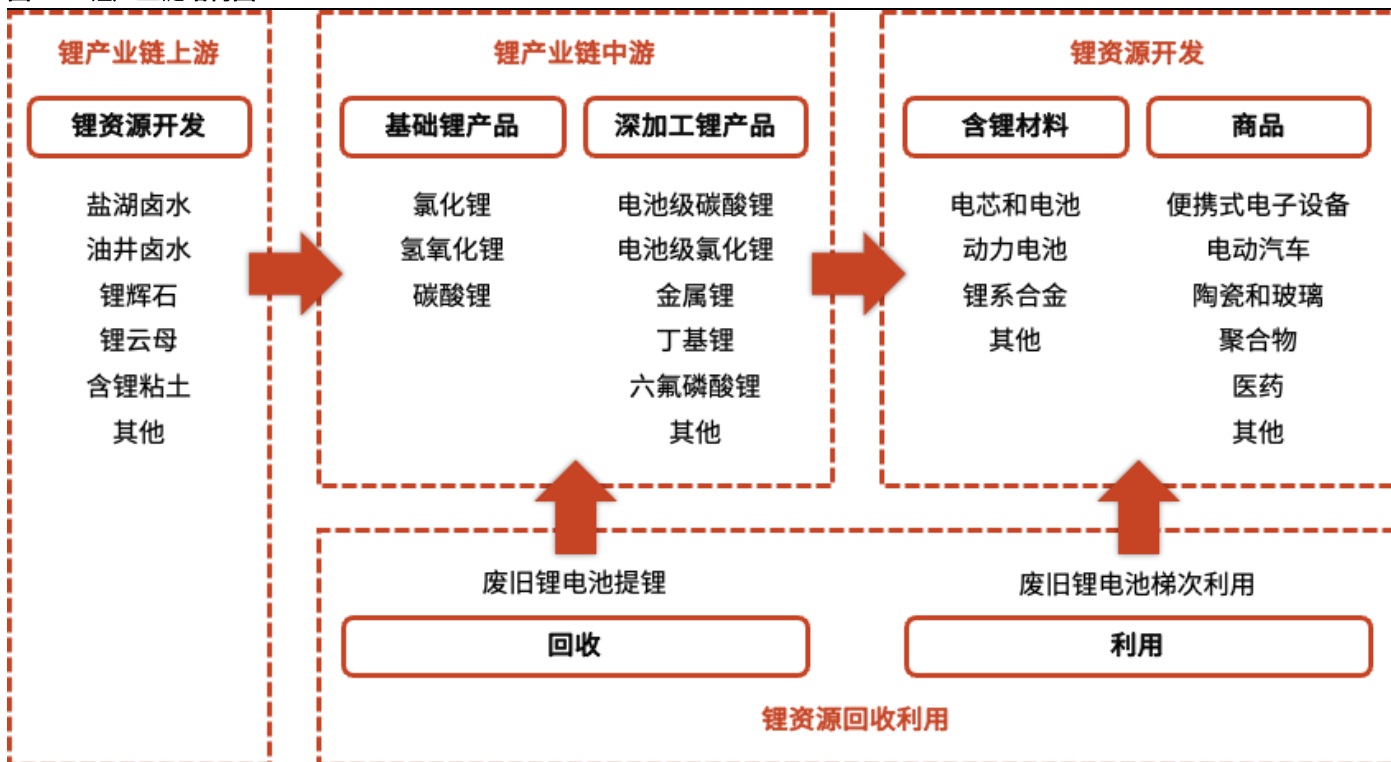 锂产业链上游
锂资源开发
盐湖卤水
油井卤水
锂辉石
锂云母
含锂粘土
其他
锂产业链中游
基础锂产品
氯化锂
氢氧化锂
碳酸锂
深加工锂产品
电池级碳酸锂
电池级氯化锂
金属锂
丁基锂
六氟磷酸锂
其他
锂资源开发
含锂材料
电芯和电池
动力电池
锂系合金
其他
商品
便携式电子设备
电动汽车
陶瓷和玻璃
聚合物
医药
其他
废旧锂电池提锂
回收
废旧锂电池梯次利用
利用
锂资源回收利用